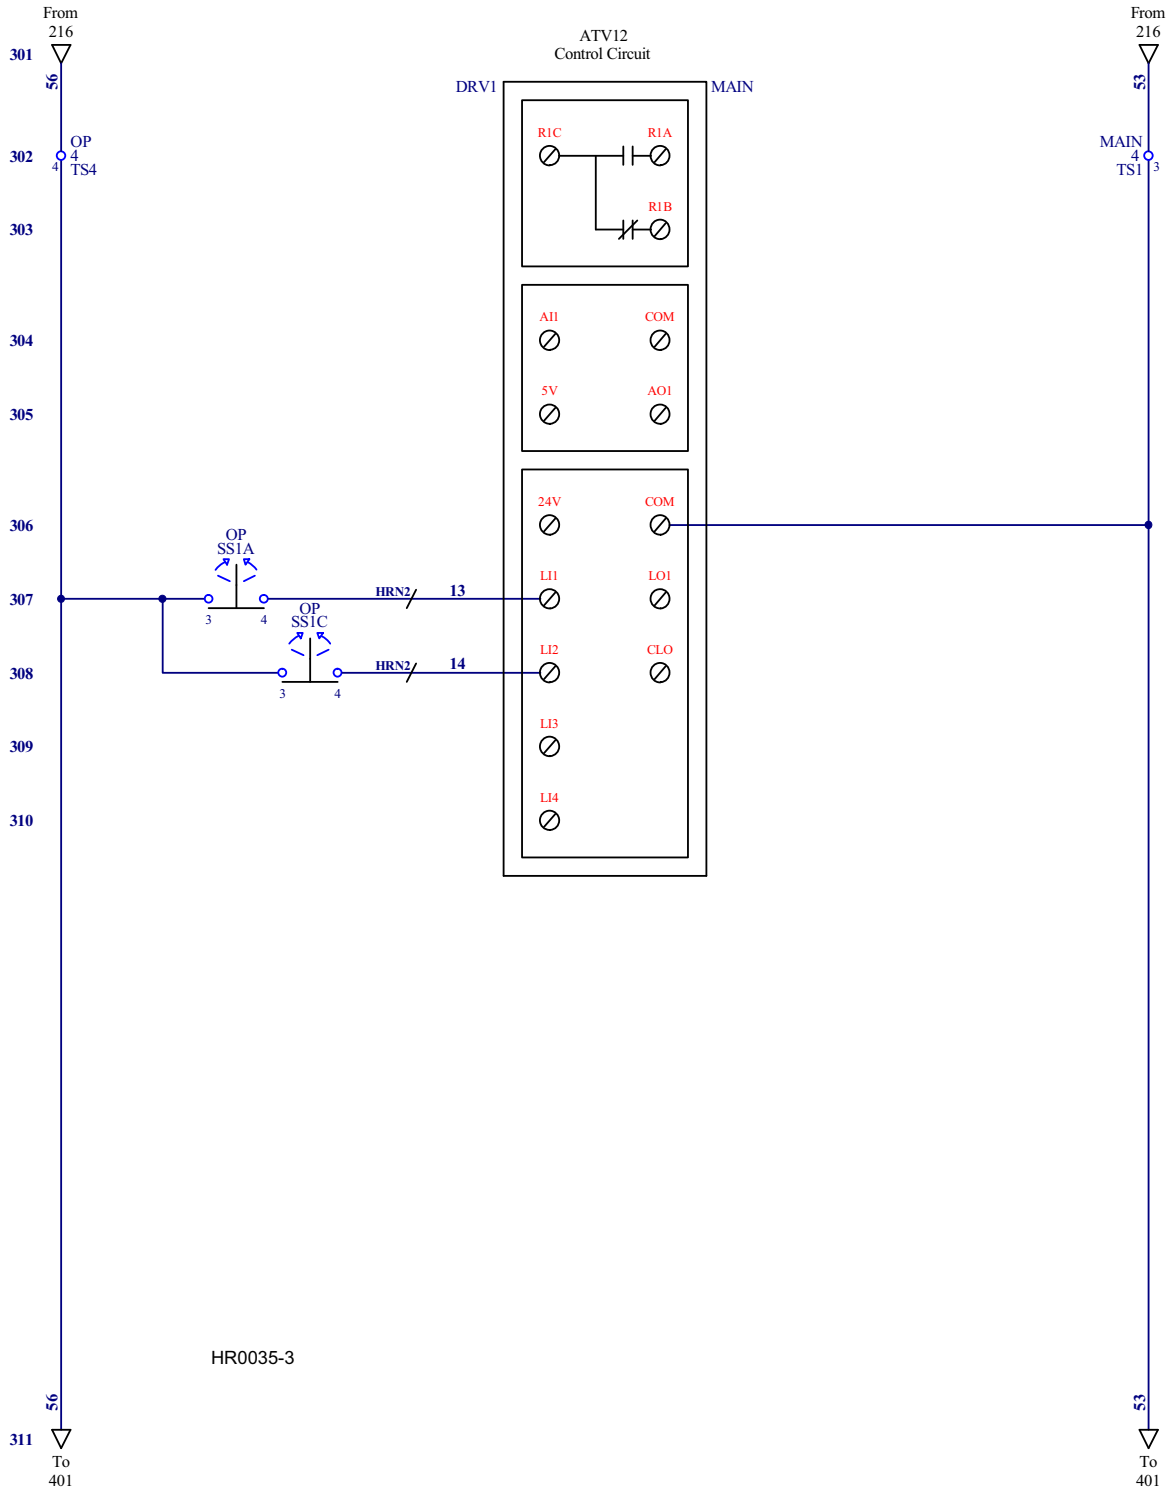 From
216
From
216
301
56
53
ATV12
Control Circuit
DRV1
MAIN
302
OP
4
4
TS4
R1C
R1A
MAIN
4
TS1
3
303
R1B
304
AI1
COM
305
5V
AO1
306
24V
COM
OP
SS1A
307
3
4
HRN2
13
LI1
LO1
OP
SS1C
308
3
4
HRN2
14
LI2
CLO
309
LI3
310
LI4
HR0035-3
56
53
311
To
401
To
401